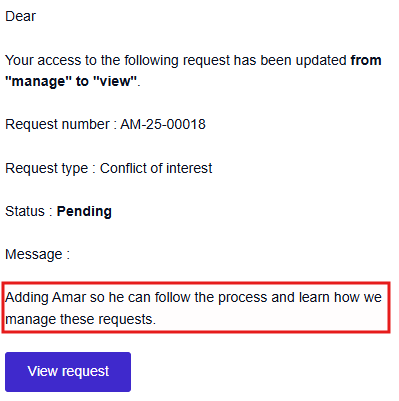 Dear
Your access to the following request has been updated from
"manage" to "view".
Request number : AM-25-00018
Request type : Conflict of interest
Status : Pending
Message :
Adding Amar so he can follow the process and learn how we
manage these requests.
View request